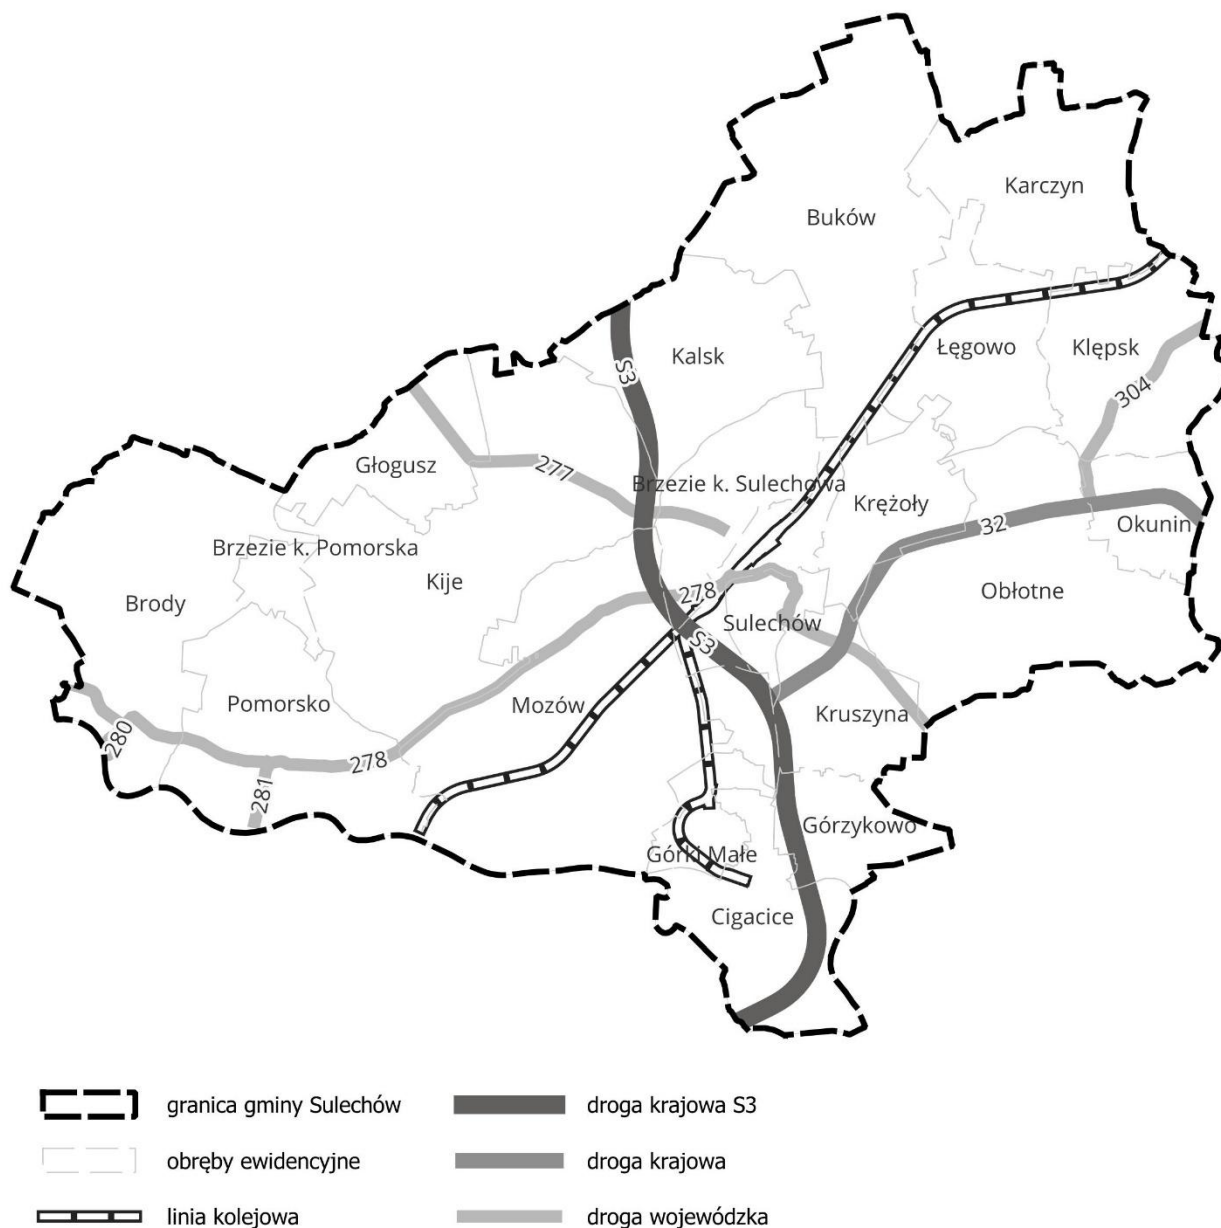 Karczyn
Buków
Kalsk
Łęgowo
Klępsk
S3
304
Głogusz
277
Brzezie k. Sulechowa
Krężoły
32
Okunin
Brzezie k. Pomorska
Kije
Brody
278
Obłotne
Sulechów
S3
Pomorsko
Mozów
Kruszyna
280
278
281
Górzykowo
Górki Małe
Cigacice
granica gminy Sulechów
droga krajowa S3
obręby ewidencyjne
droga krajowa
linia kolejowa
droga wojewódzka